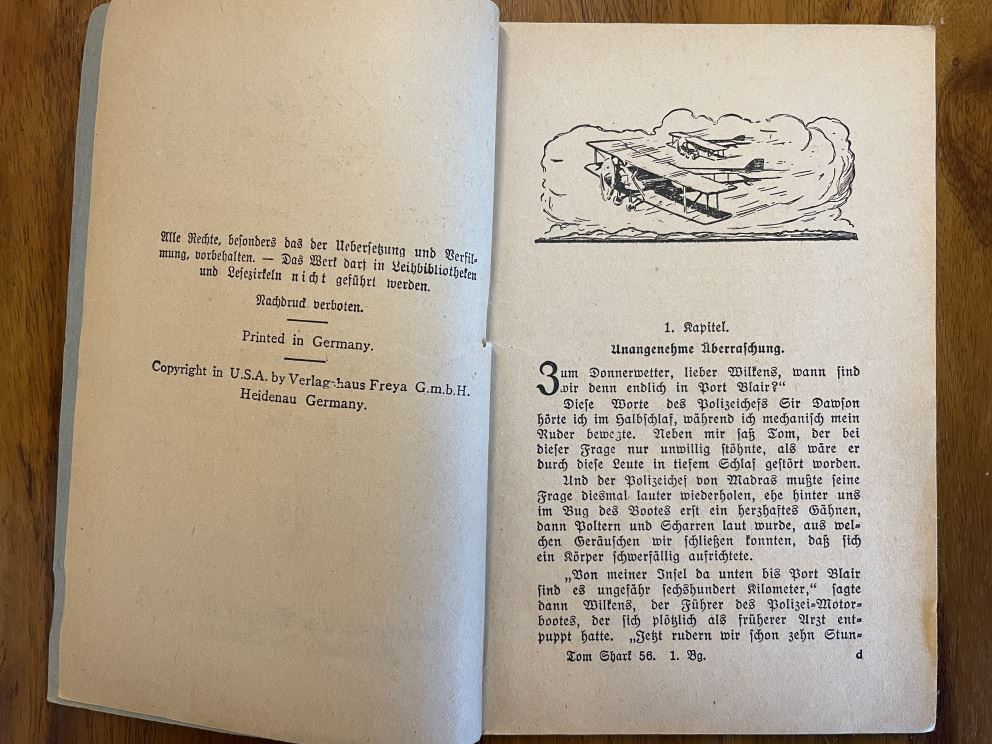 Alle Rechte, besonders das der Uebersetzung und Verfil-
mung, vorbehalten. — Das Werk darf in Leihbibliotheken
und Lesezirkeln nicht geführt werden.
Nachdruck verboten.
Printed in Germany.
Copyright in U.S.A. by Verlagshaus Freya G.m.b.H.
Heidenau Germany.
1. Kapitel.
Unangenehme Überraschung.
Zum Donnerwetter, lieber Wilkens, wann sind
wir denn endlich in Port Blair?“
Diese Worte des Polizeichefs Sir Dawson
hörte ich im Halbschlaf, während ich mechanisch mein
Ruder bewegte. Neben mir saß Tom, der bei
dieser Frage nur unwillig stöhnte, als wäre er
durch diese Leute in tiefem Schlaf gestört worden.
Und der Polizeichef von Madras mußte seine
Frage diesmal lauter wiederholen, ehe hinter uns
im Bug des Bootes erst ein herzhaftes Gähnen,
dann Poltern und Scharren laut wurde, aus wel-
chen Geräuschen wir schließen konnten, daß sich
ein Körper schwerfällig aufrichtete.
„Von meiner Insel da unten bis Port Blair
sind es ungefähr sechshundert Kilometer,“ sagte
dann Wilkens, der Führer des Polizei-Motor-
bootes, der sich plötzlich als früherer Arzt ent-
puppt hatte. „Jetzt rudern wir schon zehn Stun-
Tom Shark 56. 1. Bg. d